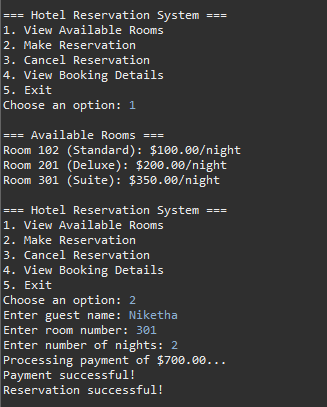 === Hotel Reservation System ===
1. View Available Rooms
2. Make Reservation
3. Cancel Reservation
4. View Booking Details
5. Exit
Choose an option: 1
=== Available Rooms ===
Room 102 (Standard): $100.00/night
Room 201 (Deluxe): $200.00/night
Room 301 (Suite): $350.00/night
=== Hotel Reservation System ===
1. View Available Rooms
2. Make Reservation
3. Cancel Reservation
4. View Booking Details
5. Exit
Choose an option: 2
Enter guest name: Niketha
Enter room number: 301
Enter number of nights: 2
Processing payment of $700.00...
Payment successful!
Reservation successful!